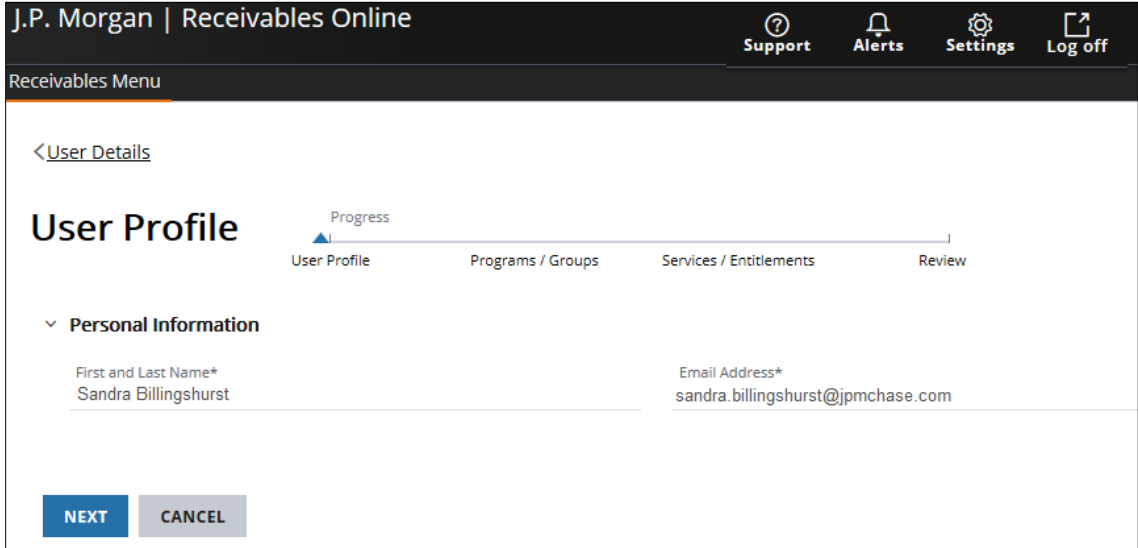 J.P. Morgan | Receivables Online
Support Alerts Settings Log off
Receivables Menu
<User Details
User Profile
Progress
User Profile Programs / Groups Services / Entitlements Review
Personal Information
First and Last Name* Email Address*
Sandra Billingshurst sandra.billingshurst@jpmchase.com
NEXT CANCEL